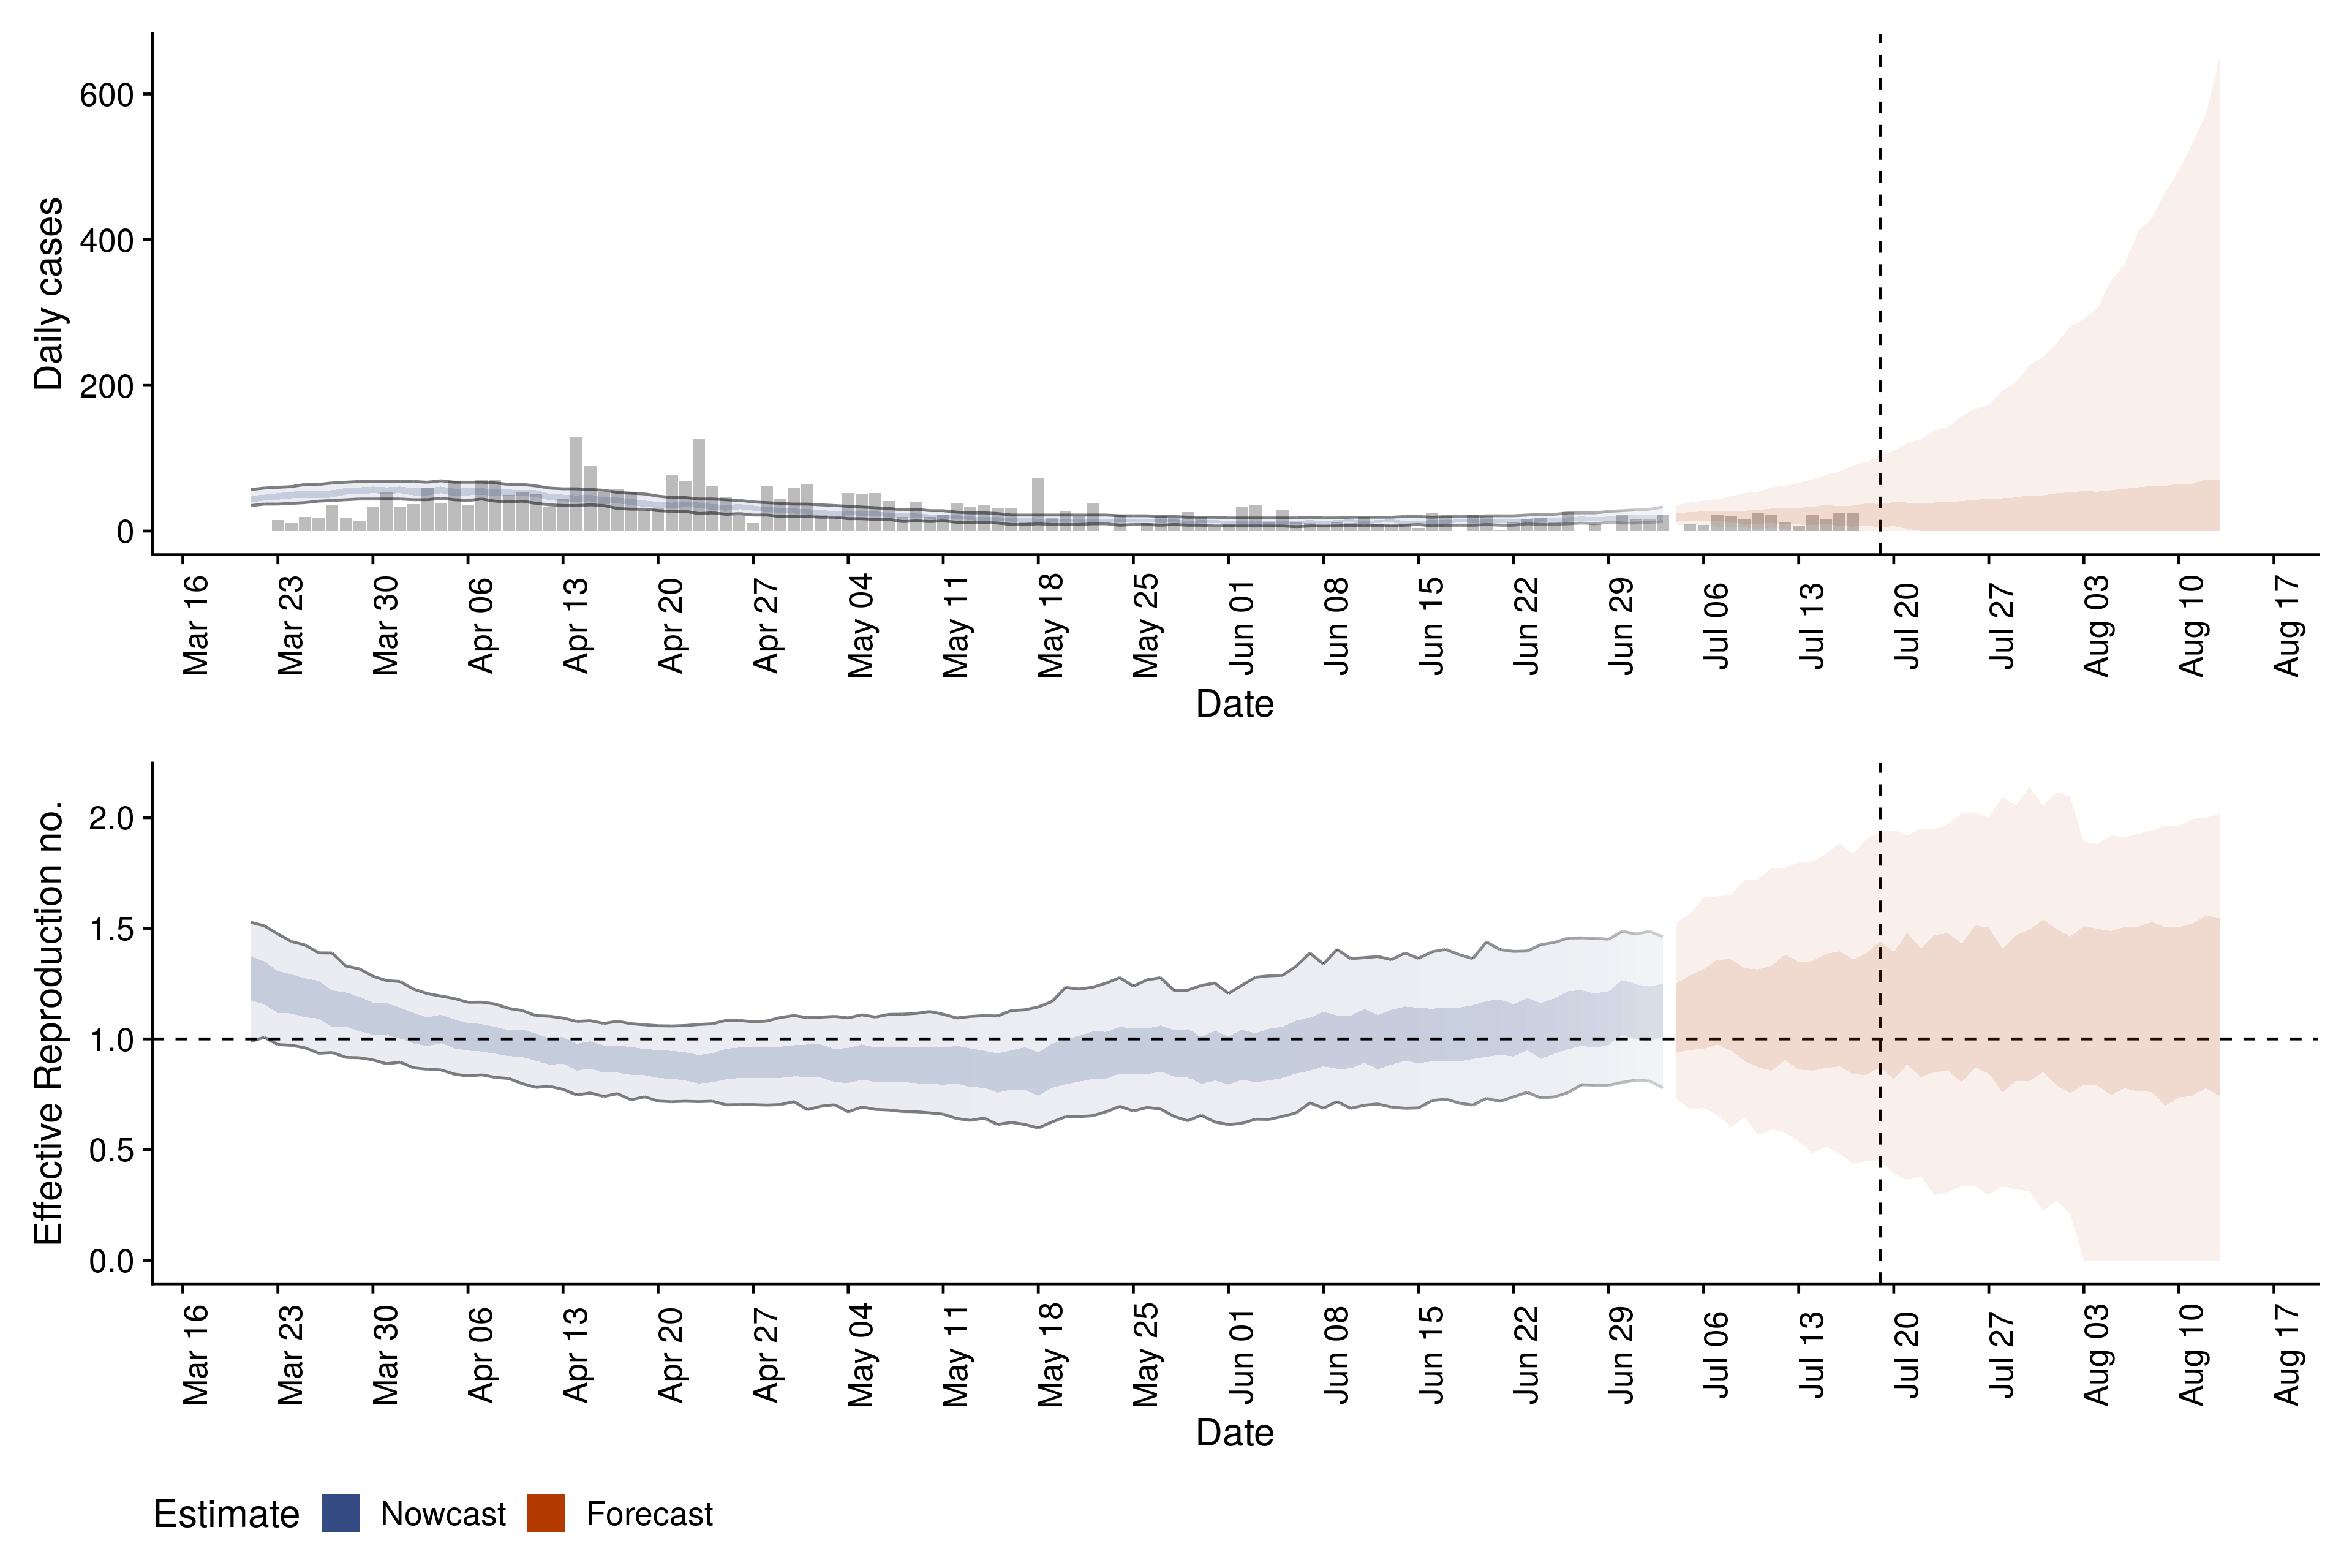 Daily cases
600
400
200
0
Mar 16
Mar 23
Mar 30
Apr 06
Apr 13
Apr 20
Apr 27
May 04
May 11
May 18
May 25
Jun 01
Jun 08
Jun 15
Jun 22
Jun 29
Jul 06
Jul 13
Jul 20
Jul 27
Aug 03
Aug 10
Aug 17
Date
Effective Reproduction no.
2.0
1.5
1.0
0.5
0.0
Mar 16
Mar 23
Mar 30
Apr 06
Apr 13
Apr 20
Apr 27
May 04
May 11
May 18
May 25
Jun 01
Jun 08
Jun 15
Jun 22
Jun 29
Jul 06
Jul 13
Jul 20
Jul 27
Aug 03
Aug 10
Aug 17
Date
Estimate Nowcast Forecast